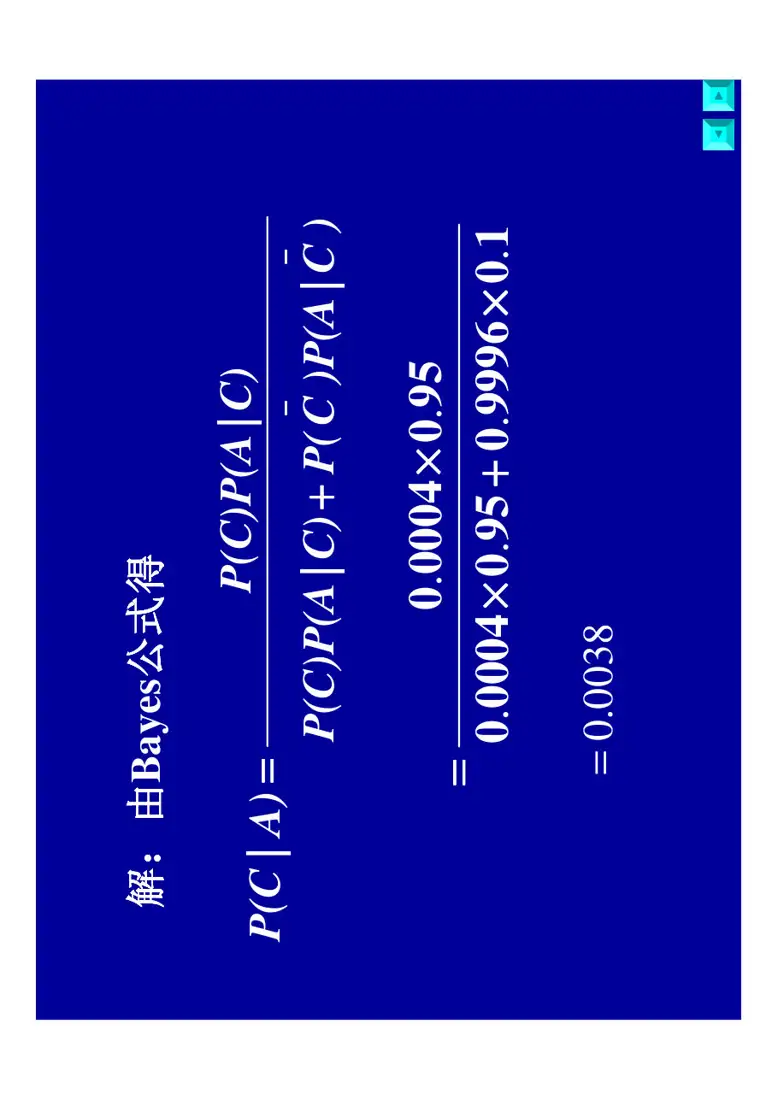 解：由Bayes公式得
P(C)P(A|C)
P(C|A)=
P(C)P(A|C)+P(C̄)P(A|C̄)
0.0004×0.95
=
0.0004×0.95+0.9996×0.1
=0.0038